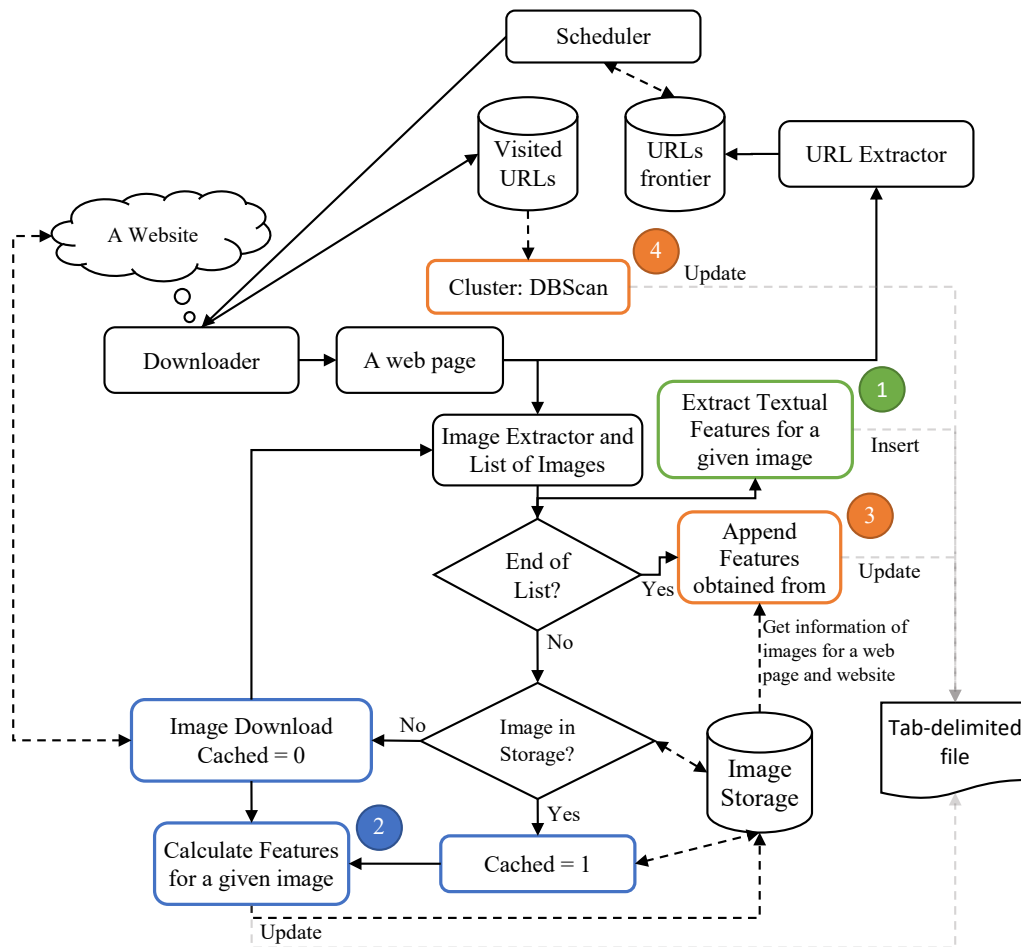 Scheduler
Visited
URLs
URLs
frontier
URL Extractor
A Website
4
Cluster: DBScan
Update
Downloader
A web page
1
Extract Textual
Features for a
given image
Insert
Image Extractor and
List of Images
3
Append
Features
obtained from
Update
End of
List?
Yes
No
Get information of
images for a web
page and website
Image Download
Cached = 0
No
Image in
Storage?
Image
Storage
Tab-delimited
file
Yes
2
Calculate Features
for a given image
Cached = 1
Update